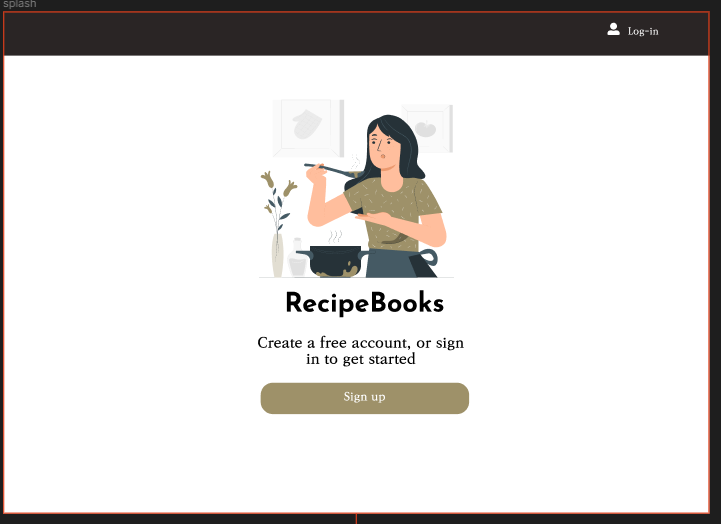 splash
Log-in
RecipeBooks
Create a free account, or sign
in to get started
Sign up